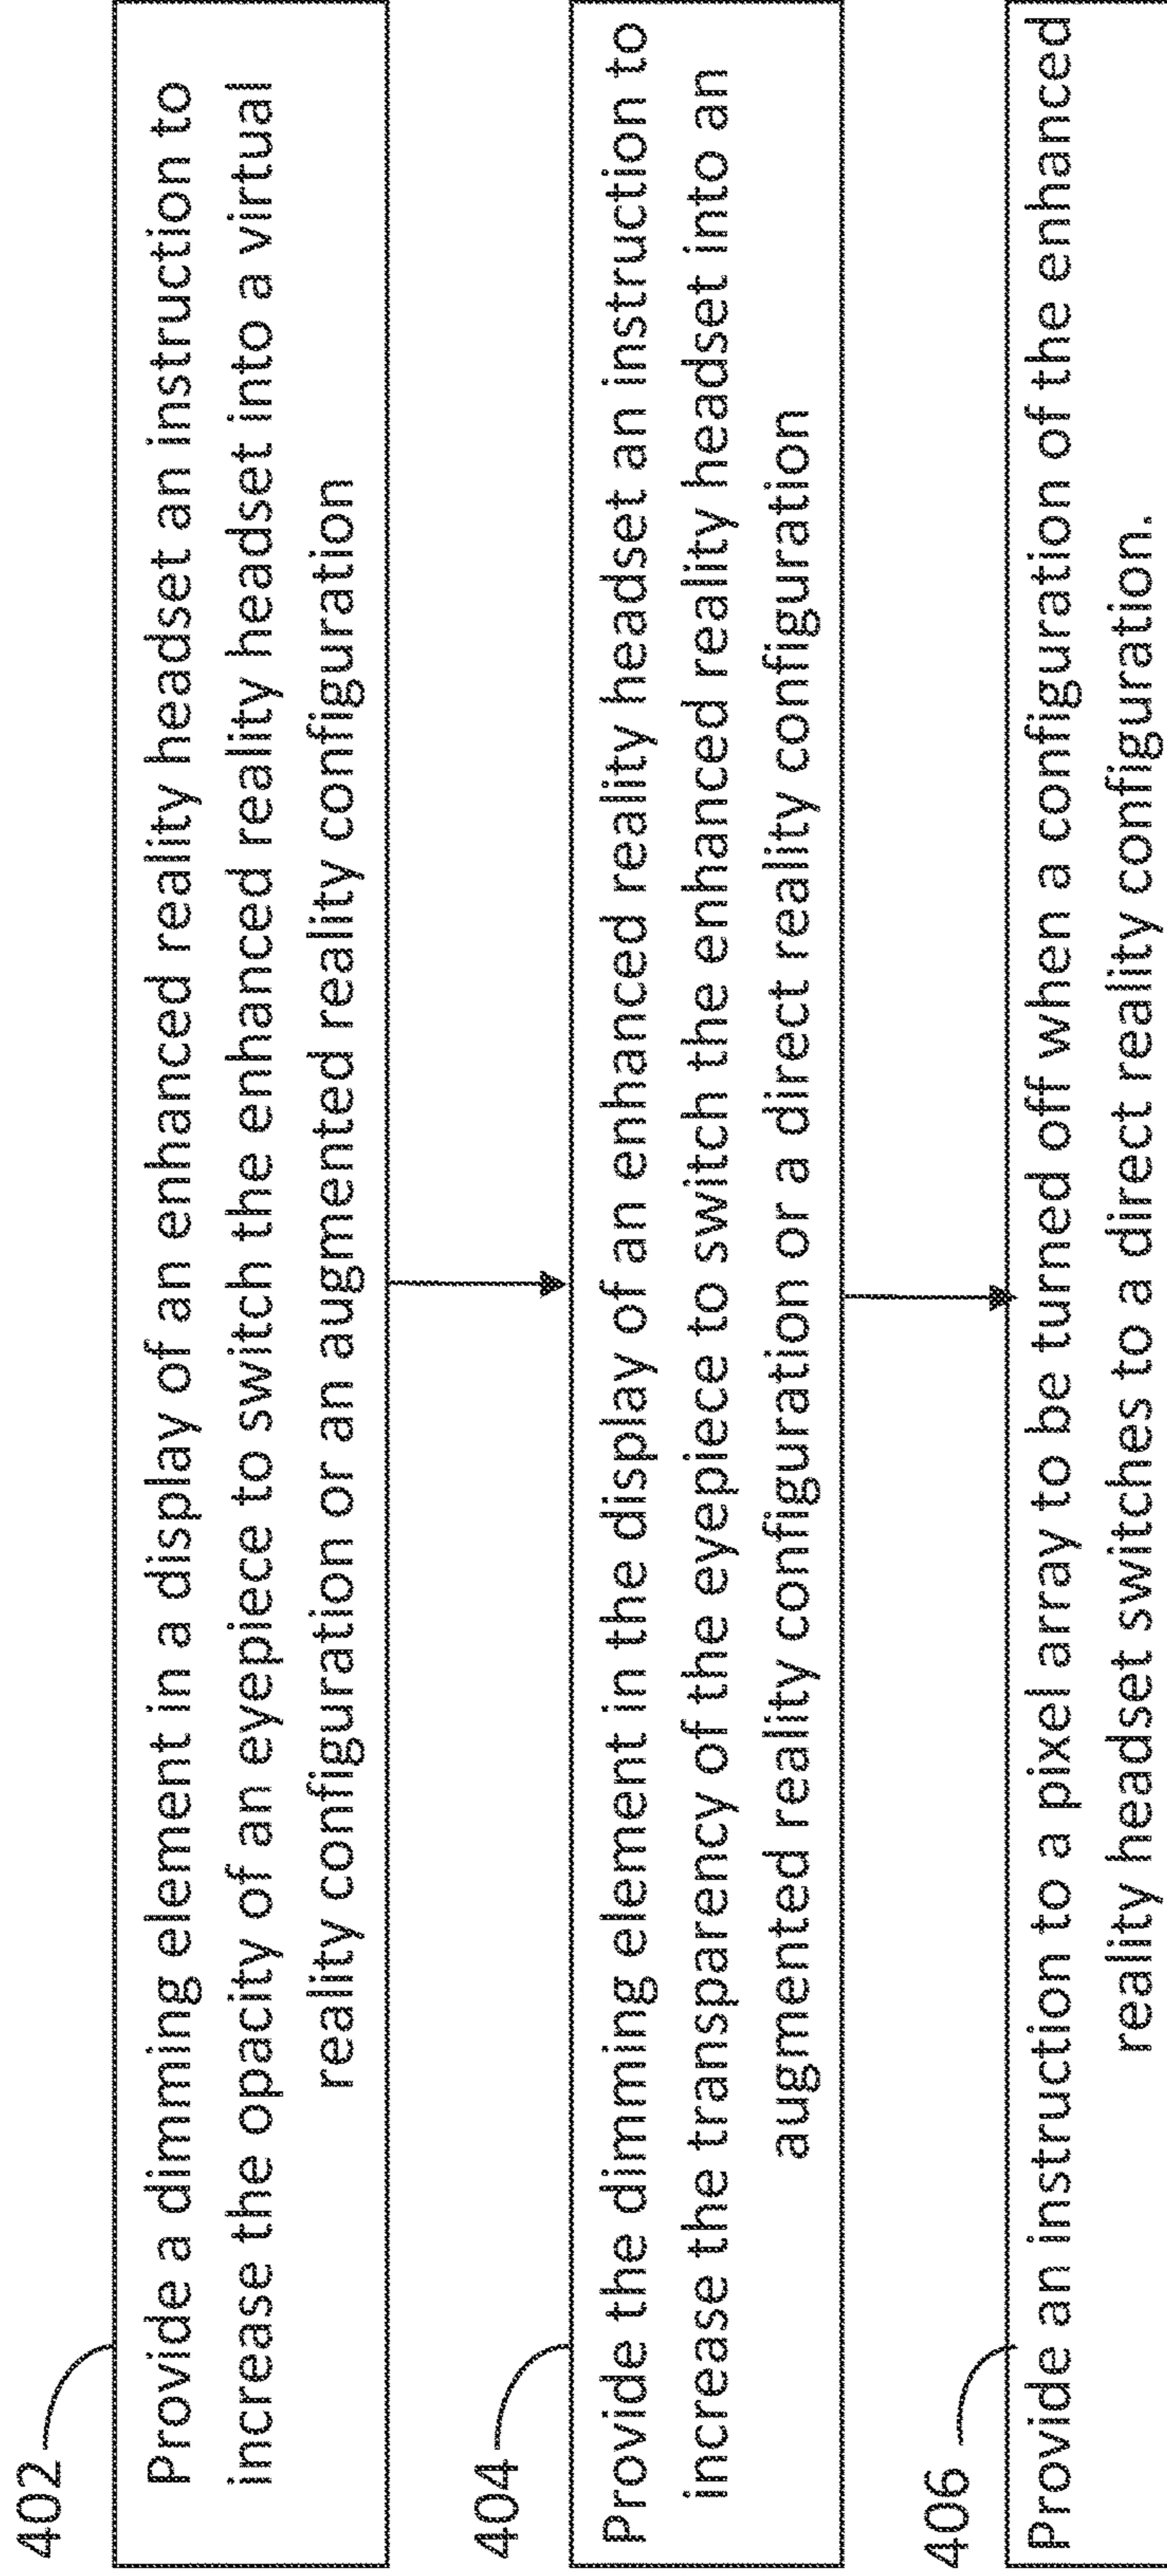 402
Provide a dimming element in a display of an enhanced reality headset an instruction to
increase the opacity of an eyepiece to switch the enhanced reality headset into a virtual
reality configuration or an augmented reality configuration
404
Provide the dimming element in the display of an enhanced reality headset an instruction to
increase the transparency of the eyepiece to switch the enhanced reality headset into an
augmented reality configuration or a direct reality configuration
406
Provide an instruction to a pixel array to be turned off when a configuration of the enhanced
reality headset switches to a direct reality configuration.